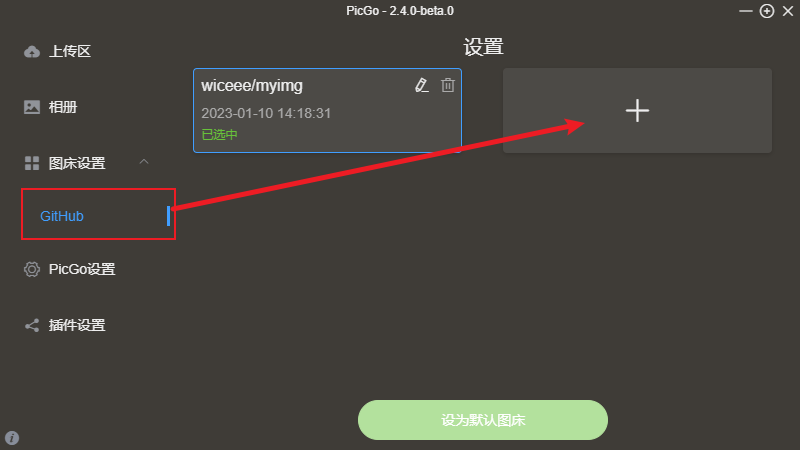 PicGo - 2.4.0-beta.0
上传区
相册
图床设置
GitHub
PicGo设置
插件设置
设置
wiceee/myimg
2023-01-10 14:18:31
已选中
设为默认图床